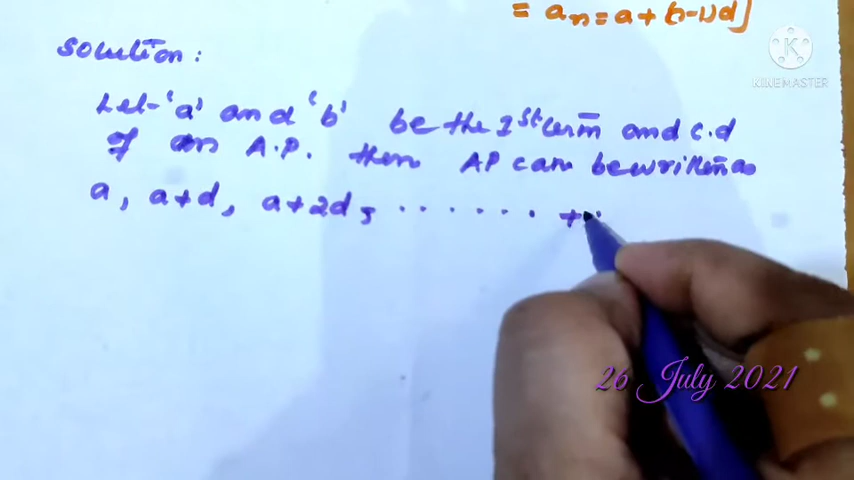 = an = a + (n-1)d]
KINEMASTER
Solution:
Let 'a' and 'b' be the 1st term and c.d
of an A.P. then AP can be written as
a, a+d, a+2d, ....... +
26 July 2021